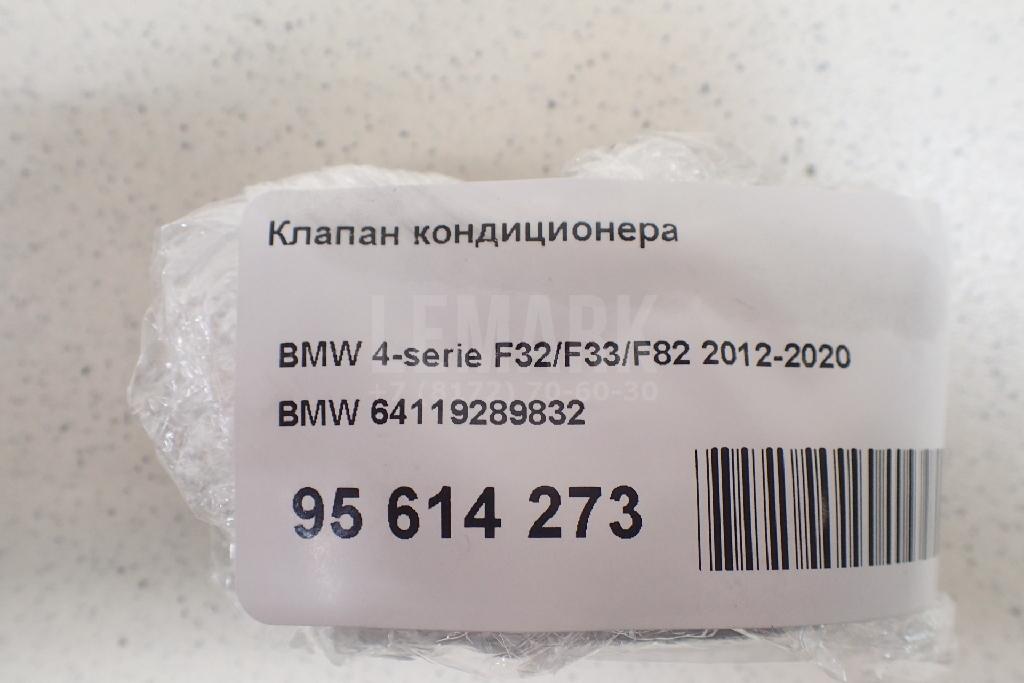 Клапан кондиционера
LEMARK
BMW 4-serie F32/F33/F82 2012-2020
+7 (8172) 70-60-30
BMW 64119289832
95 614 273